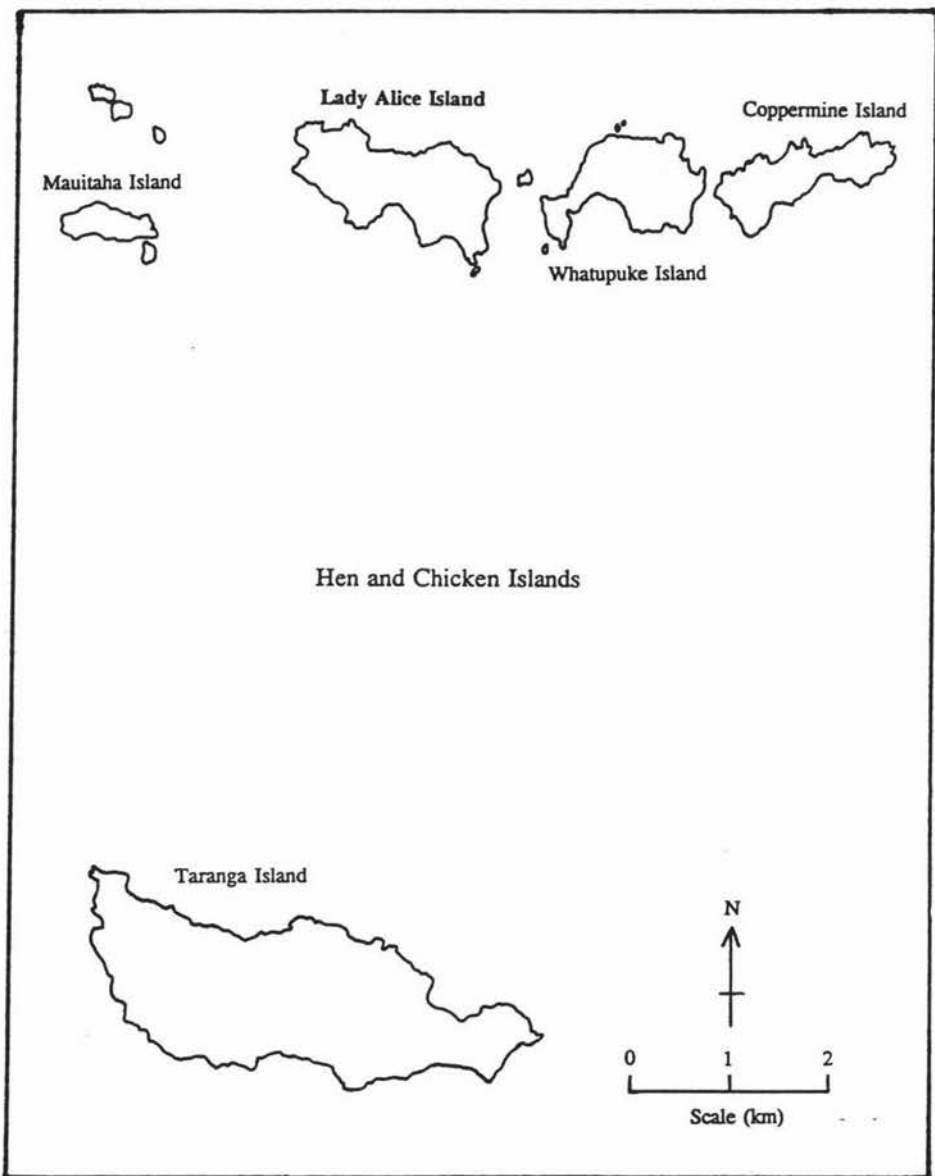 Lady Alice Island
Coppermine Island
Mauitaha Island
Whatupuke Island
Hen and Chicken Islands
Taranga Island
N
0 1 2
Scale (km)